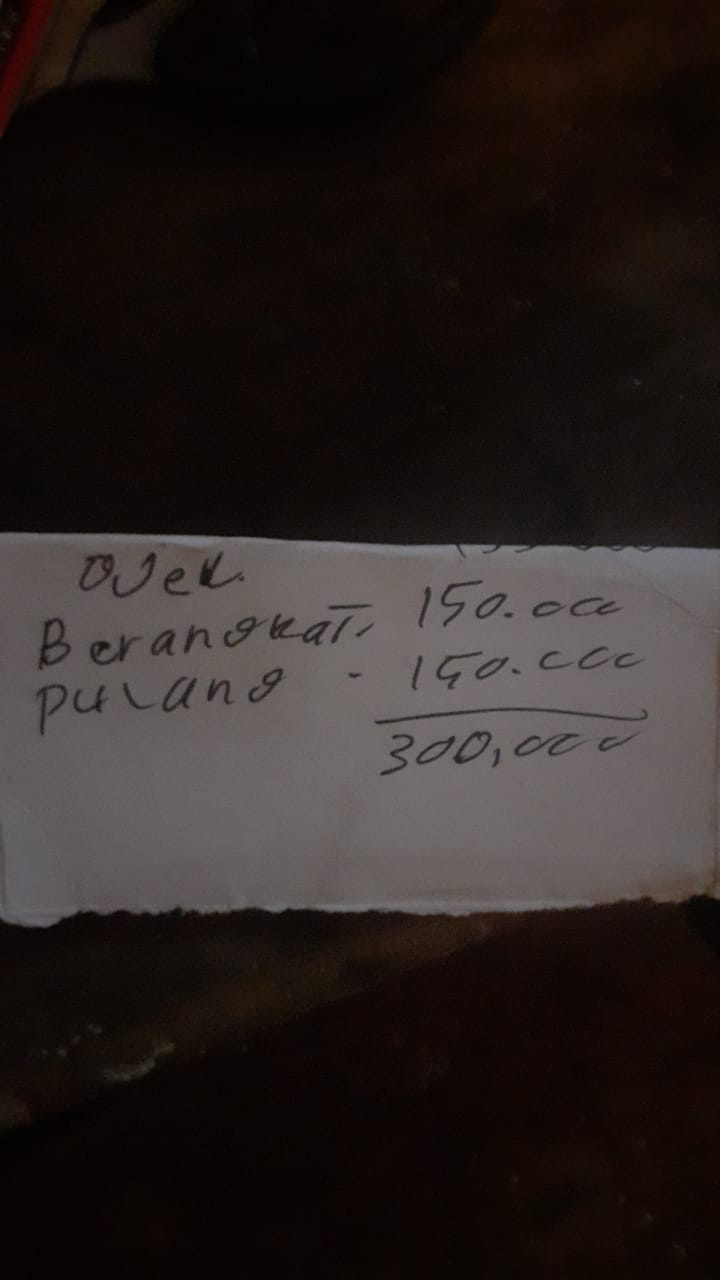 OJek.
Berangkat, 150.000
Pulang - 150.000
300,000